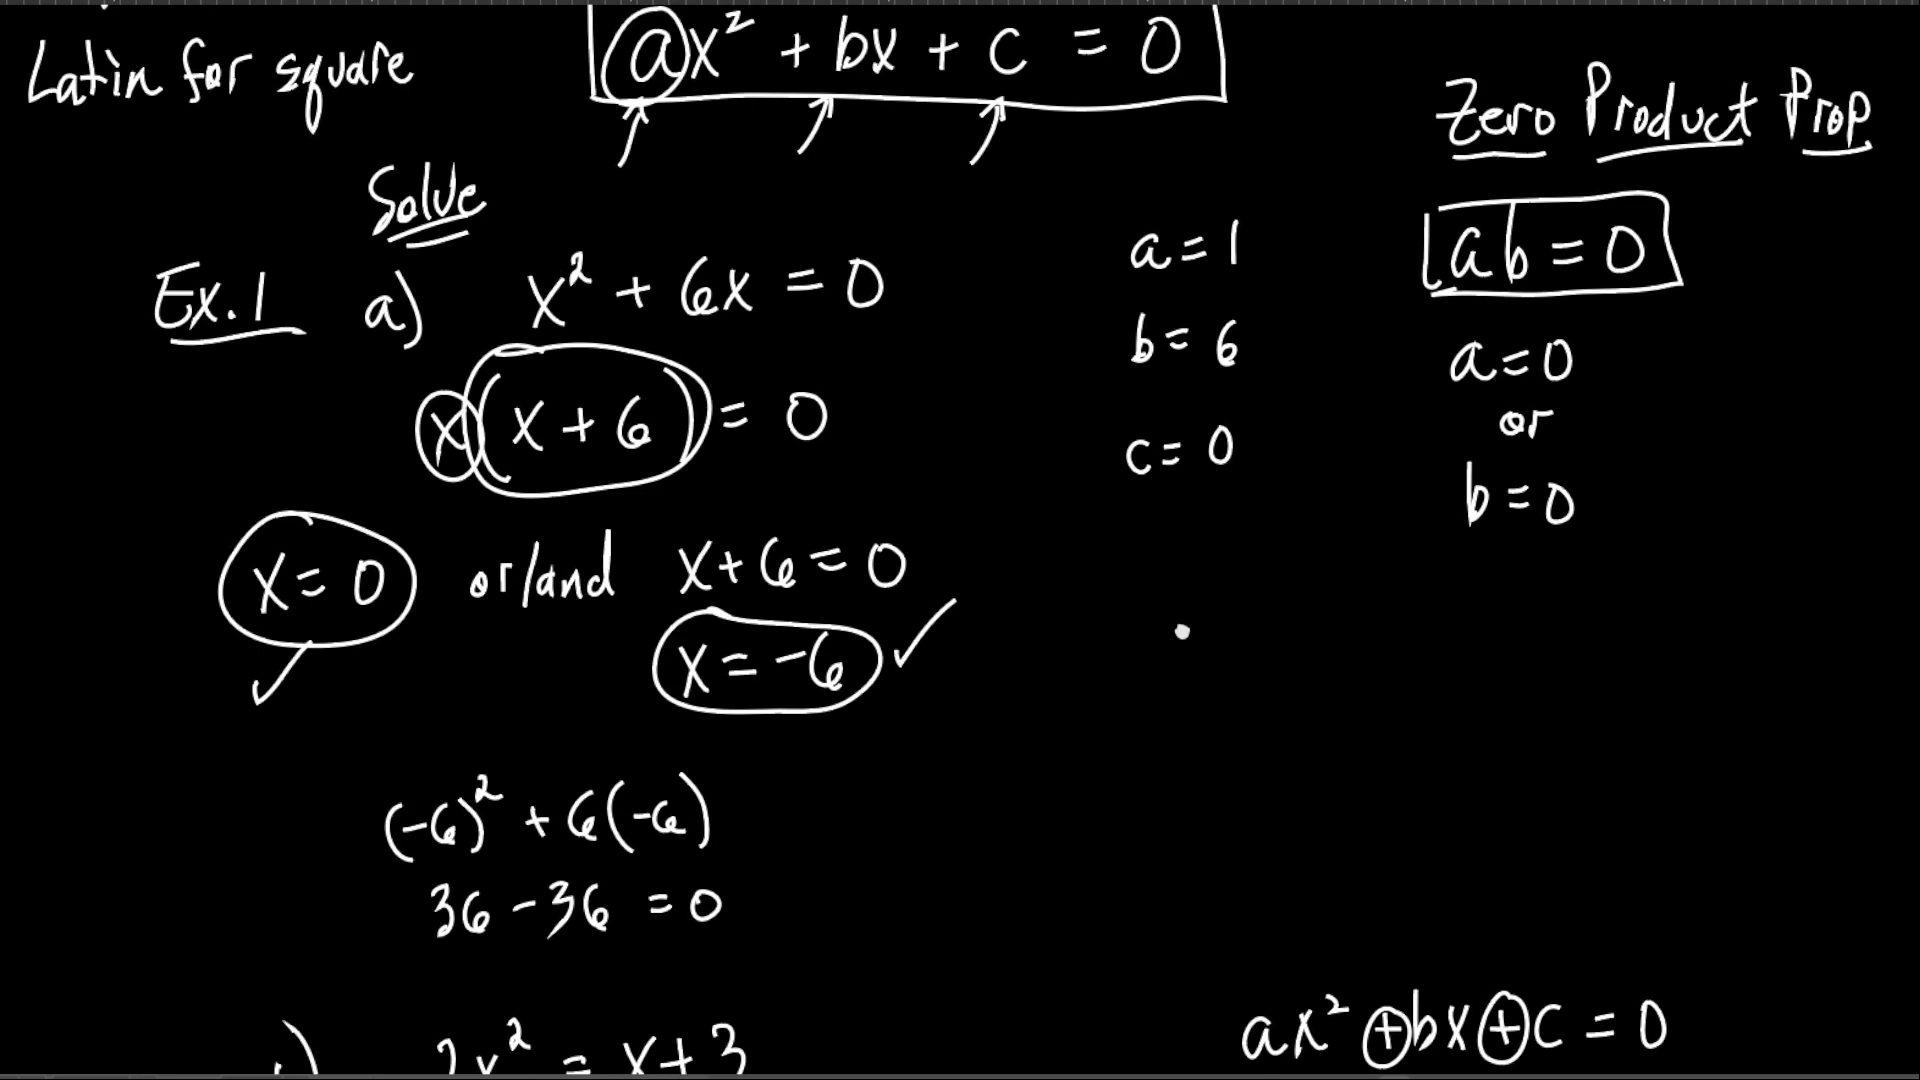 Latin for square
ax² + bx + c = 0
Zero Product Prop
ab = 0
a = 0
or
b = 0
Solve
Ex. 1 a) x² + 6x = 0
x(x + 6) = 0
a = 1
b = 6
c = 0
x = 0 or/and x + 6 = 0
x = -6
(-6)² + 6(-6)
36 - 36 = 0
x² = x + 3
ax² + bx + c = 0